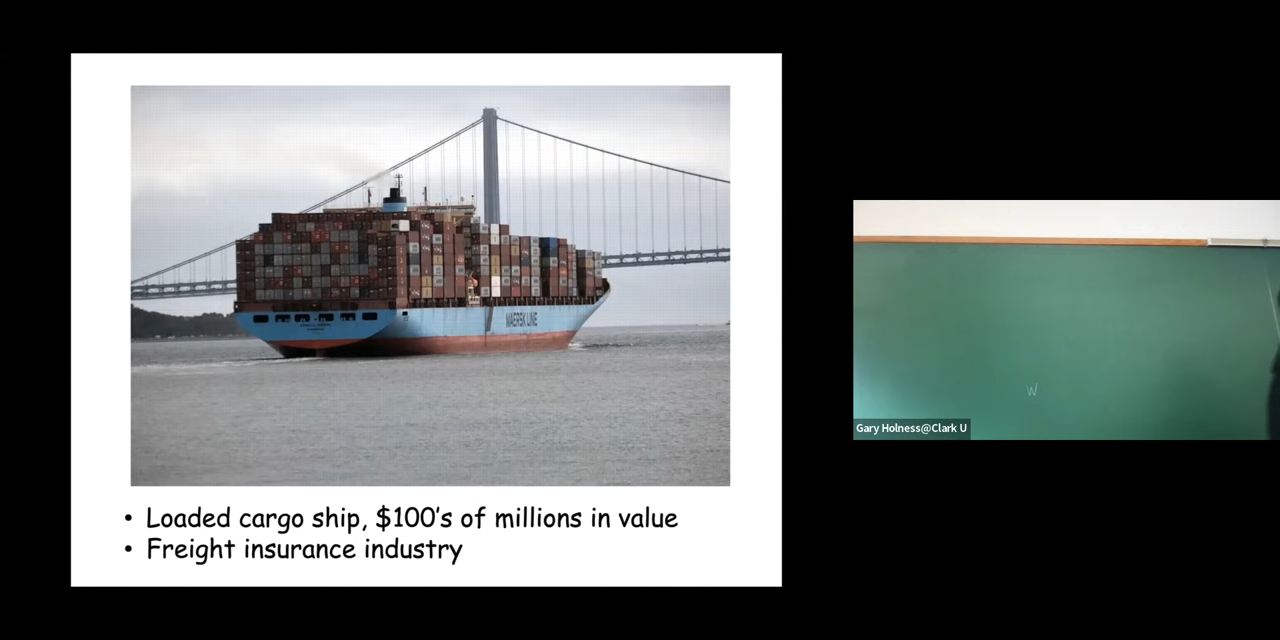 MAERSK LINE
• Loaded cargo ship, $100's of millions in value
• Freight insurance industry
W
Gary Holness@Clark U